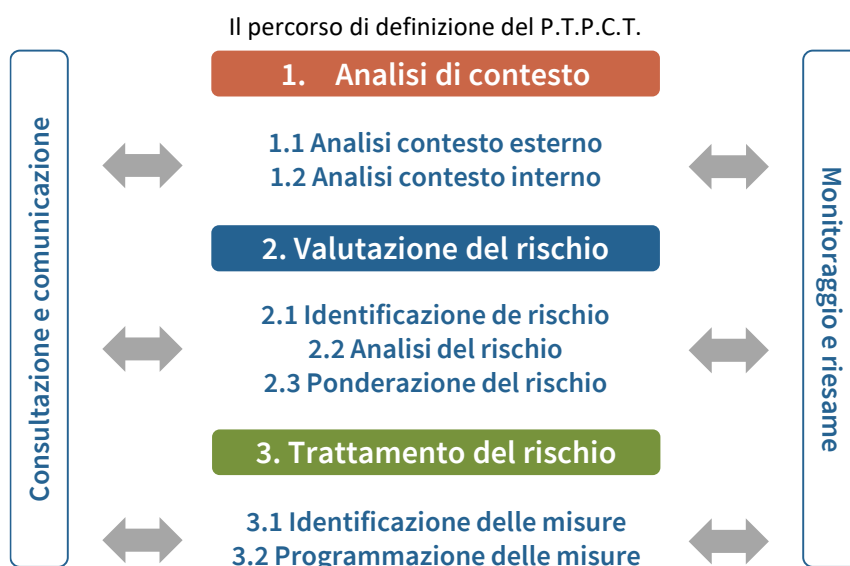 Il percorso di definizione del P.T.P.C.T.
Consultazione e comunicazione
1. Analisi di contesto
1.1 Analisi contesto esterno
1.2 Analisi contesto interno
2. Valutazione del rischio
2.1 Identificazione de rischio
2.2 Analisi del rischio
2.3 Ponderazione del rischio
3. Trattamento del rischio
3.1 Identificazione delle misure
3.2 Programmazione delle misure
Monitoraggio e riesame